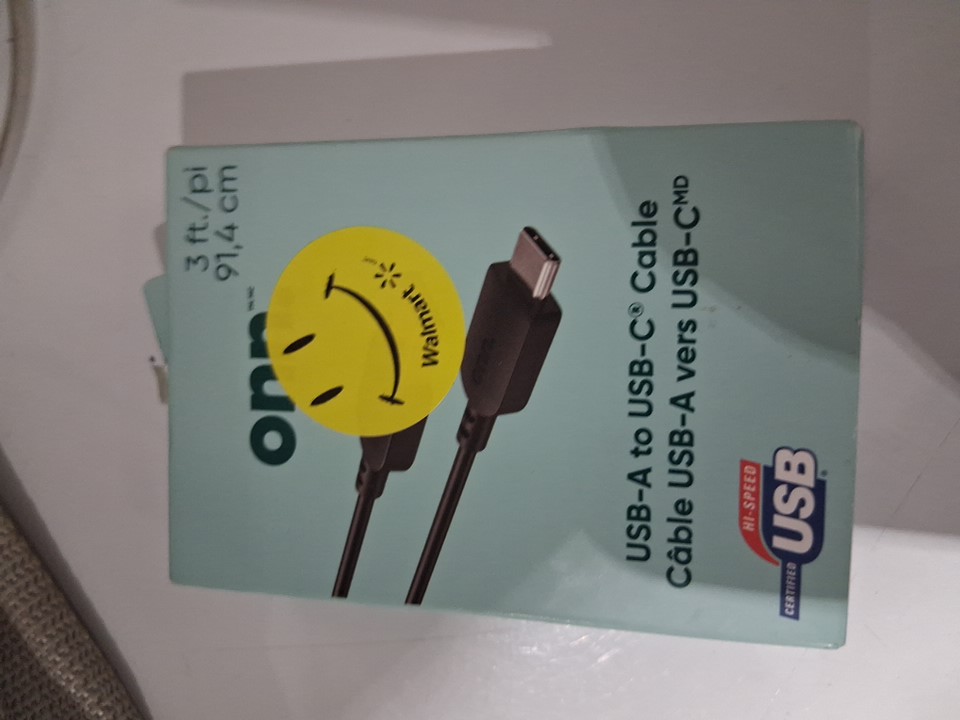 3 ft./pi
91,4 cm
onn™
Walmart
USB-A to USB-C® Cable
Câble USB-A vers USB-Cᴹᴰ
HI-SPEED
CERTIFIED USB®